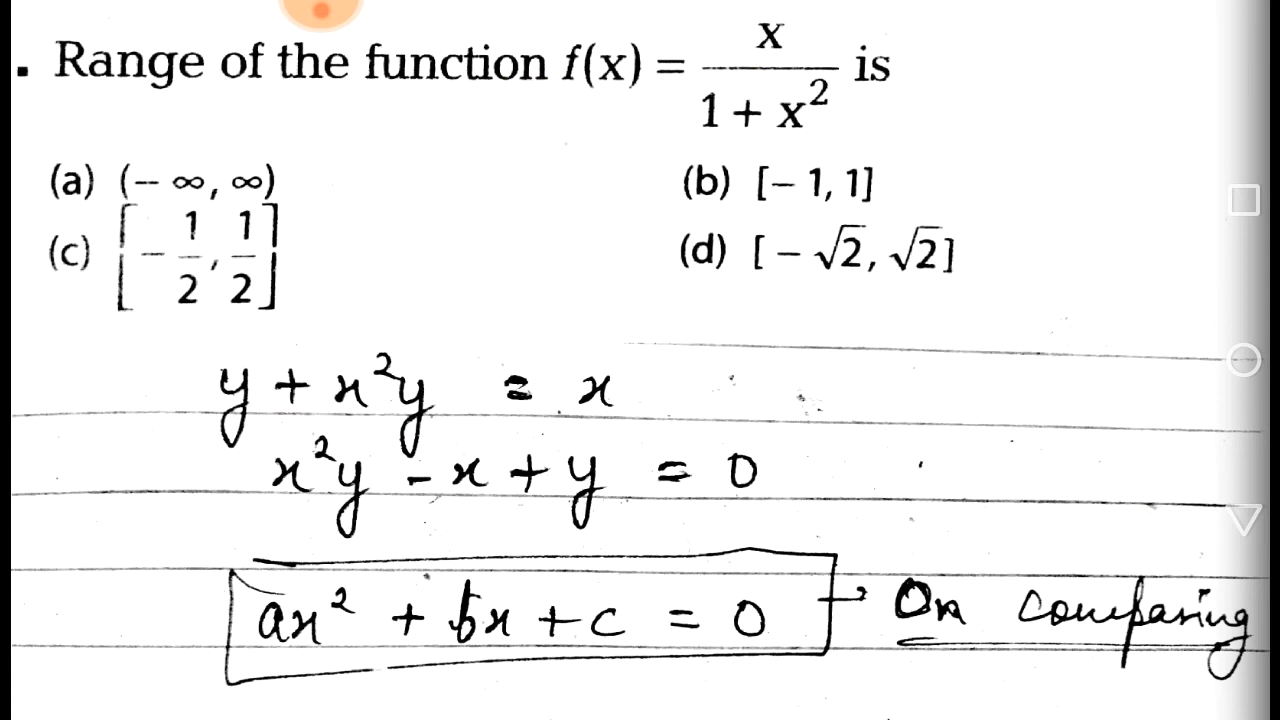 . Range of the function f(x) = x / (1 + x²) is
(a) (– ∞, ∞) (b) [– 1, 1]
(c) [– 1/2, 1/2] (d) [– √2, √2]
y + x²y = x
x²y - x + y = 0
ax² + bx + c = 0 → On comparing